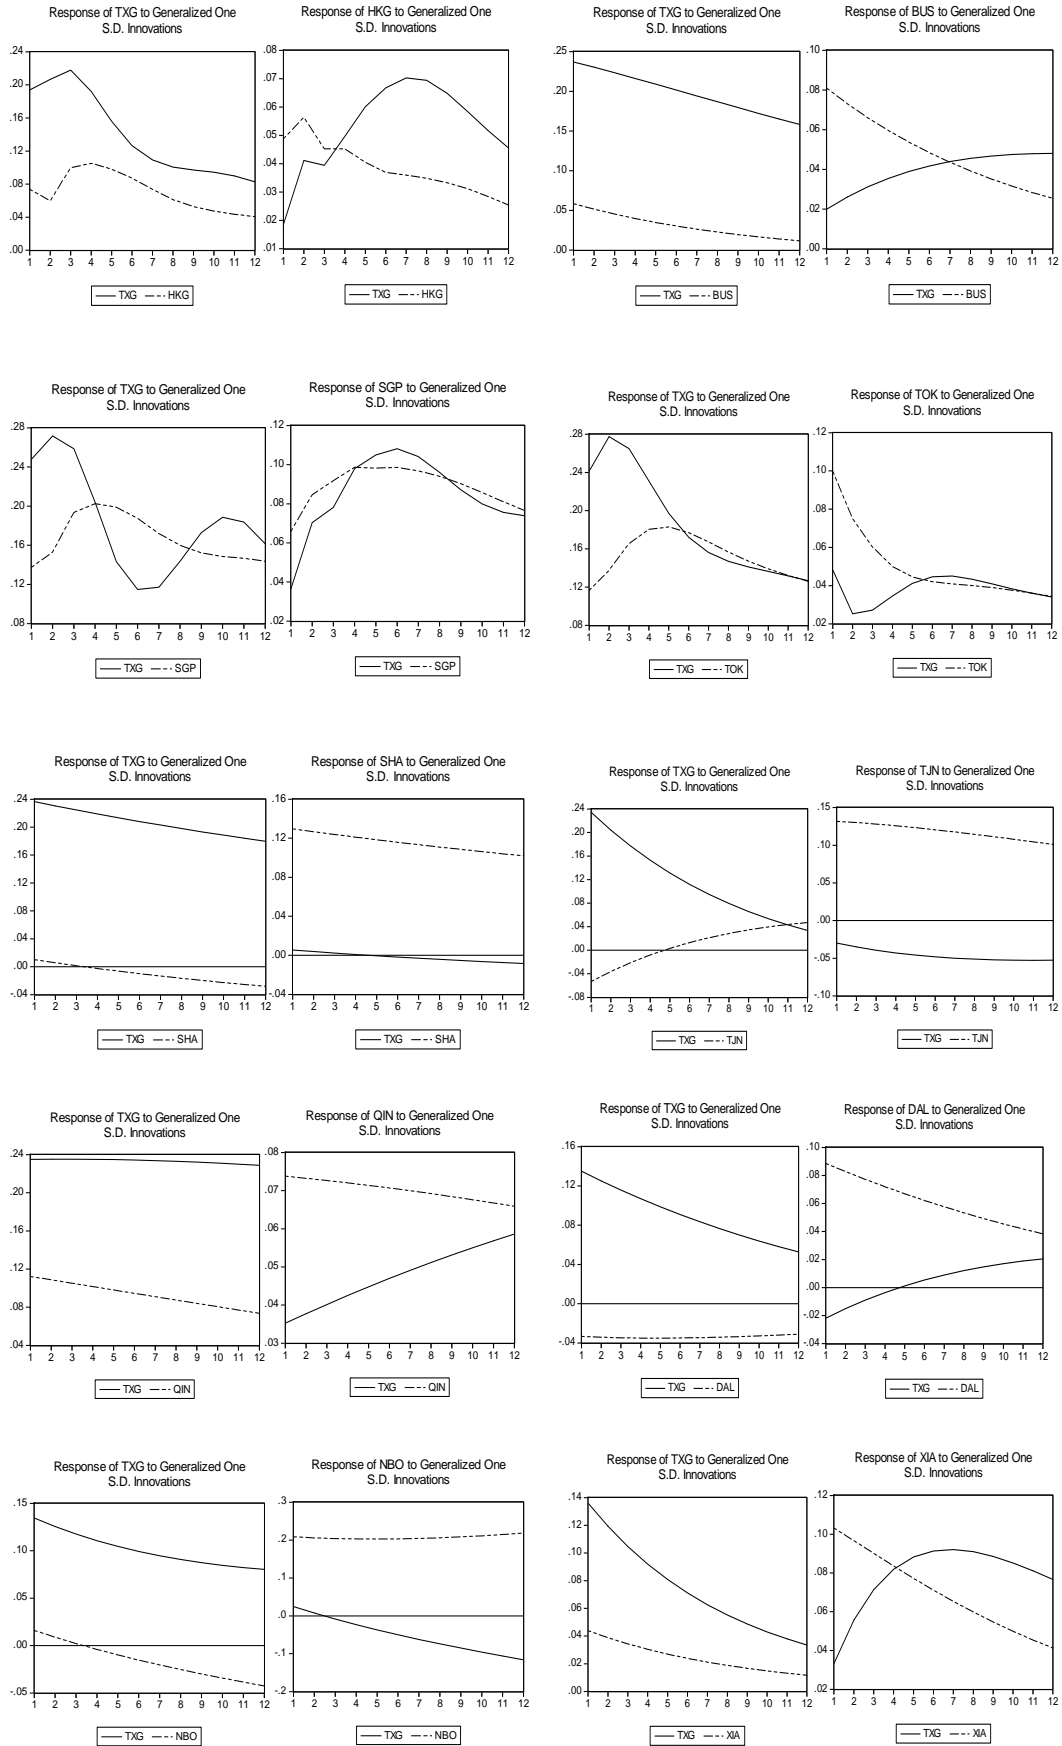 Response of TXG to Generalized One
S.D. Innovations
.24
.20
.16
.12
.08
.04
.00
1 2 3 4 5 6 7 8 9 10 11 12
TXG HKG
Response of HKG to Generalized One
S.D. Innovations
.08
.07
.06
.05
.04
.03
.02
.01
1 2 3 4 5 6 7 8 9 10 11 12
TXG HKG
Response of TXG to Generalized One
S.D. Innovations
.25
.20
.15
.10
.05
.00
1 2 3 4 5 6 7 8 9 10 11 12
TXG BUS
Response of BUS to Generalized One
S.D. Innovations
.10
.08
.06
.04
.02
.00
1 2 3 4 5 6 7 8 9 10 11 12
TXG BUS
Response of TXG to Generalized One
S.D. Innovations
.28
.24
.20
.16
.12
.08
1 2 3 4 5 6 7 8 9 10 11 12
TXG SGP
Response of SGP to Generalized One
S.D. Innovations
.12
.10
.08
.06
.04
.02
1 2 3 4 5 6 7 8 9 10 11 12
TXG SGP
Response of TXG to Generalized One
S.D. Innovations
.28
.24
.20
.16
.12
.08
1 2 3 4 5 6 7 8 9 10 11 12
TXG TOK
Response of TOK to Generalized One
S.D. Innovations
.12
.10
.08
.06
.04
.02
1 2 3 4 5 6 7 8 9 10 11 12
TXG TOK
Response of TXG to Generalized One
S.D. Innovations
.24
.20
.16
.12
.08
.04
.00
-.04
1 2 3 4 5 6 7 8 9 10 11 12
TXG SHA
Response of SHA to Generalized One
S.D. Innovations
.16
.12
.08
.04
.00
-.04
1 2 3 4 5 6 7 8 9 10 11 12
TXG SHA
Response of TXG to Generalized One
S.D. Innovations
.24
.20
.16
.12
.08
.04
.00
-.04
-.08
1 2 3 4 5 6 7 8 9 10 11 12
TXG TJN
Response of TJN to Generalized One
S.D. Innovations
.15
.10
.05
.00
-.05
-.10
1 2 3 4 5 6 7 8 9 10 11 12
TXG TJN
Response of TXG to Generalized One
S.D. Innovations
.24
.20
.16
.12
.08
.04
1 2 3 4 5 6 7 8 9 10 11 12
TXG QIN
Response of QIN to Generalized One
S.D. Innovations
.08
.07
.06
.05
.04
.03
1 2 3 4 5 6 7 8 9 10 11 12
TXG QIN
Response of TXG to Generalized One
S.D. Innovations
.16
.12
.08
.04
.00
-.04
1 2 3 4 5 6 7 8 9 10 11 12
TXG DAL
Response of DAL to Generalized One
S.D. Innovations
.10
.08
.06
.04
.02
.00
-.02
-.04
1 2 3 4 5 6 7 8 9 10 11 12
TXG DAL
Response of TXG to Generalized One
S.D. Innovations
.15
.10
.05
.00
-.05
1 2 3 4 5 6 7 8 9 10 11 12
TXG NBO
Response of NBO to Generalized One
S.D. Innovations
.3
.2
.1
.0
-.1
-.2
1 2 3 4 5 6 7 8 9 10 11 12
TXG NBO
Response of TXG to Generalized One
S.D. Innovations
.14
.12
.10
.08
.06
.04
.02
.00
1 2 3 4 5 6 7 8 9 10 11 12
TXG XIA
Response of XIA to Generalized One
S.D. Innovations
.12
.10
.08
.06
.04
.02
1 2 3 4 5 6 7 8 9 10 11 12
TXG XIA